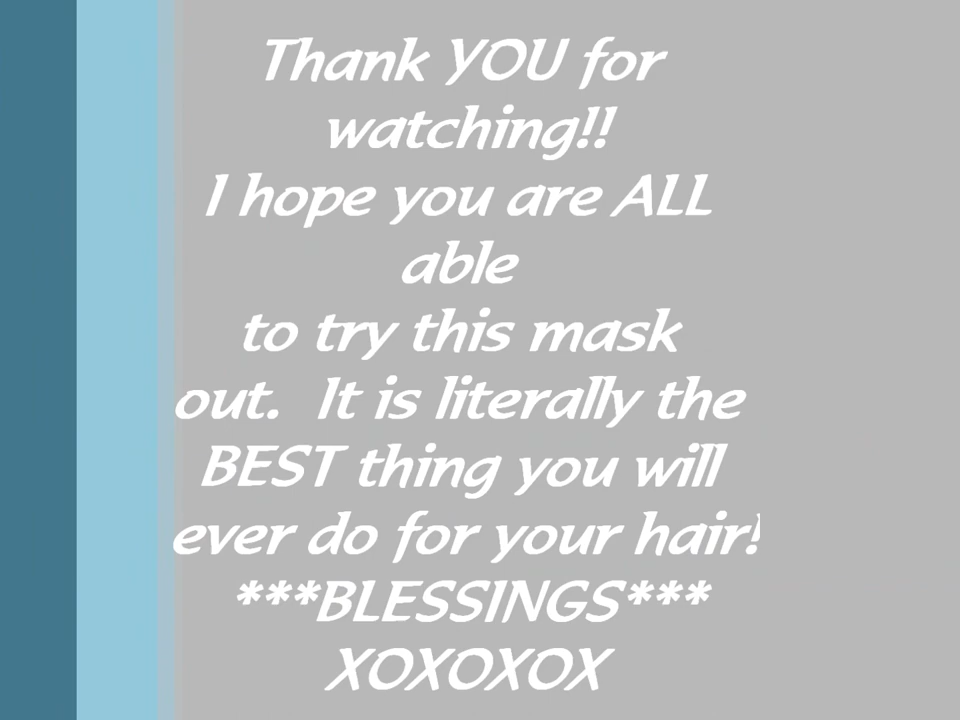 Thank YOU for
watching!!
I hope you are ALL
able
to try this mask
out.  It is literally the
BEST thing you will
ever do for your hair!
***BLESSINGS***
XOXOXOX